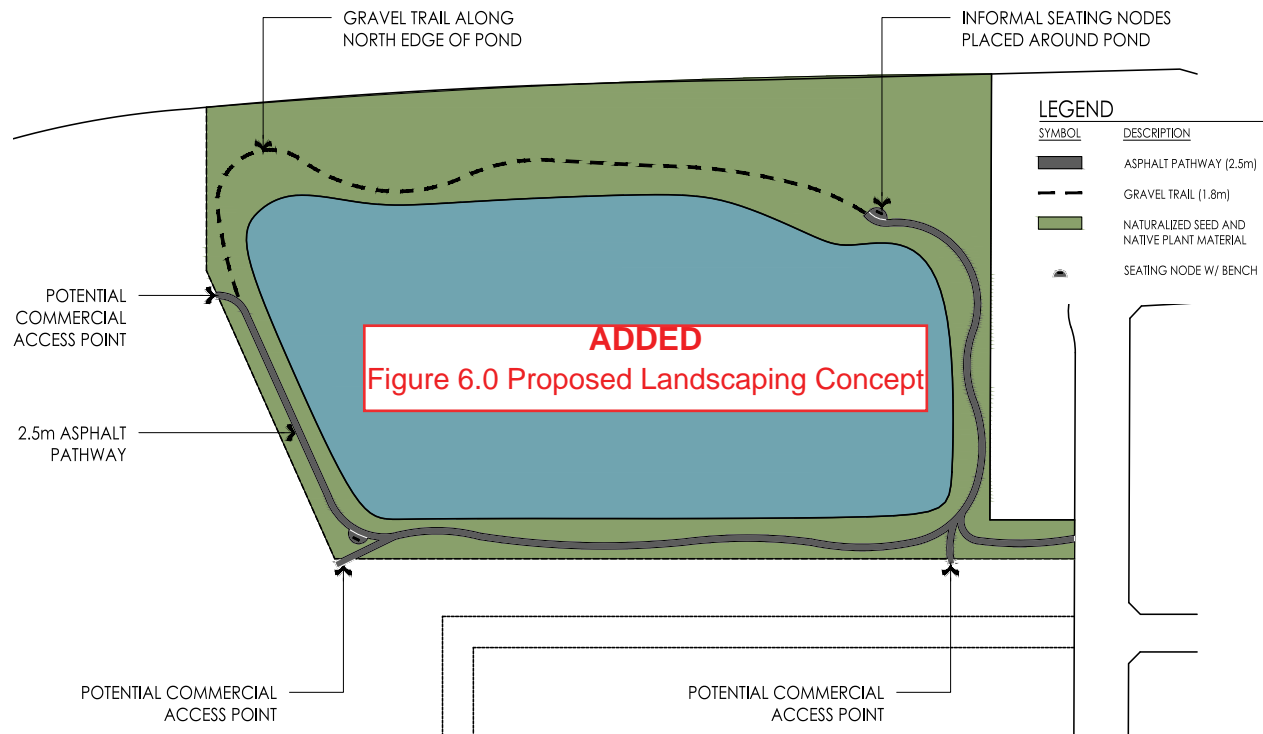 GRAVEL TRAIL ALONG
NORTH EDGE OF POND
INFORMAL SEATING NODES
PLACED AROUND POND
LEGEND
SYMBOL DESCRIPTION
ASPHALT PATHWAY (2.5m)
GRAVEL TRAIL (1.8m)
NATURALIZED SEED AND
NATIVE PLANT MATERIAL
SEATING NODE W/ BENCH
POTENTIAL
COMMERCIAL
ACCESS POINT
ADDED
Figure 6.0 Proposed Landscaping Concept
2.5m ASPHALT
PATHWAY
POTENTIAL COMMERCIAL
ACCESS POINT
POTENTIAL COMMERCIAL
ACCESS POINT